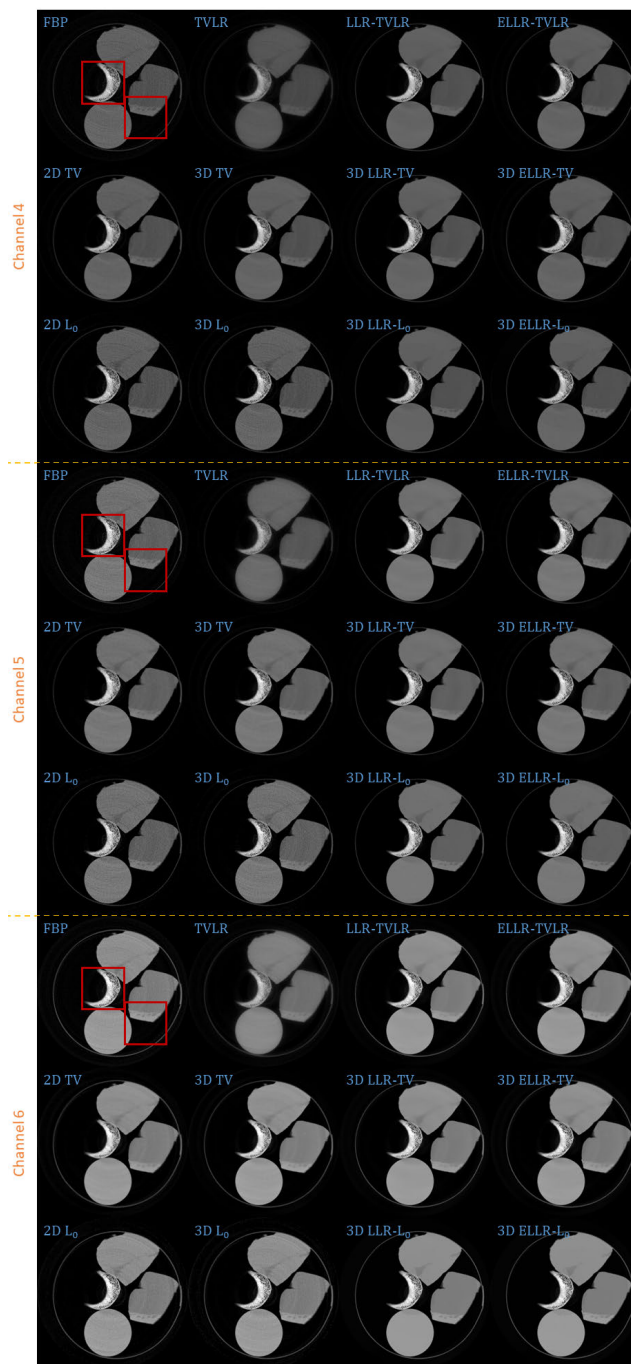 FBP TVLR LLR-TVLR ELLR-TVLR
2D TV 3D TV 3D LLR-TV 3D ELLR-TV
Channel 4
2D L₀ 3D L₀ 3D LLR-L₀ 3D ELLR-L₀
FBP TVLR LLR-TVLR ELLR-TVLR
2D TV 3D TV 3D LLR-TV 3D ELLR-TV
Channel 5
2D L₀ 3D L₀ 3D LLR-L₀ 3D ELLR-L₀
FBP TVLR LLR-TVLR ELLR-TVLR
2D TV 3D TV 3D LLR-TV 3D ELLR-TV
Channel 6
2D L₀ 3D L₀ 3D LLR-L₀ 3D ELLR-L₀